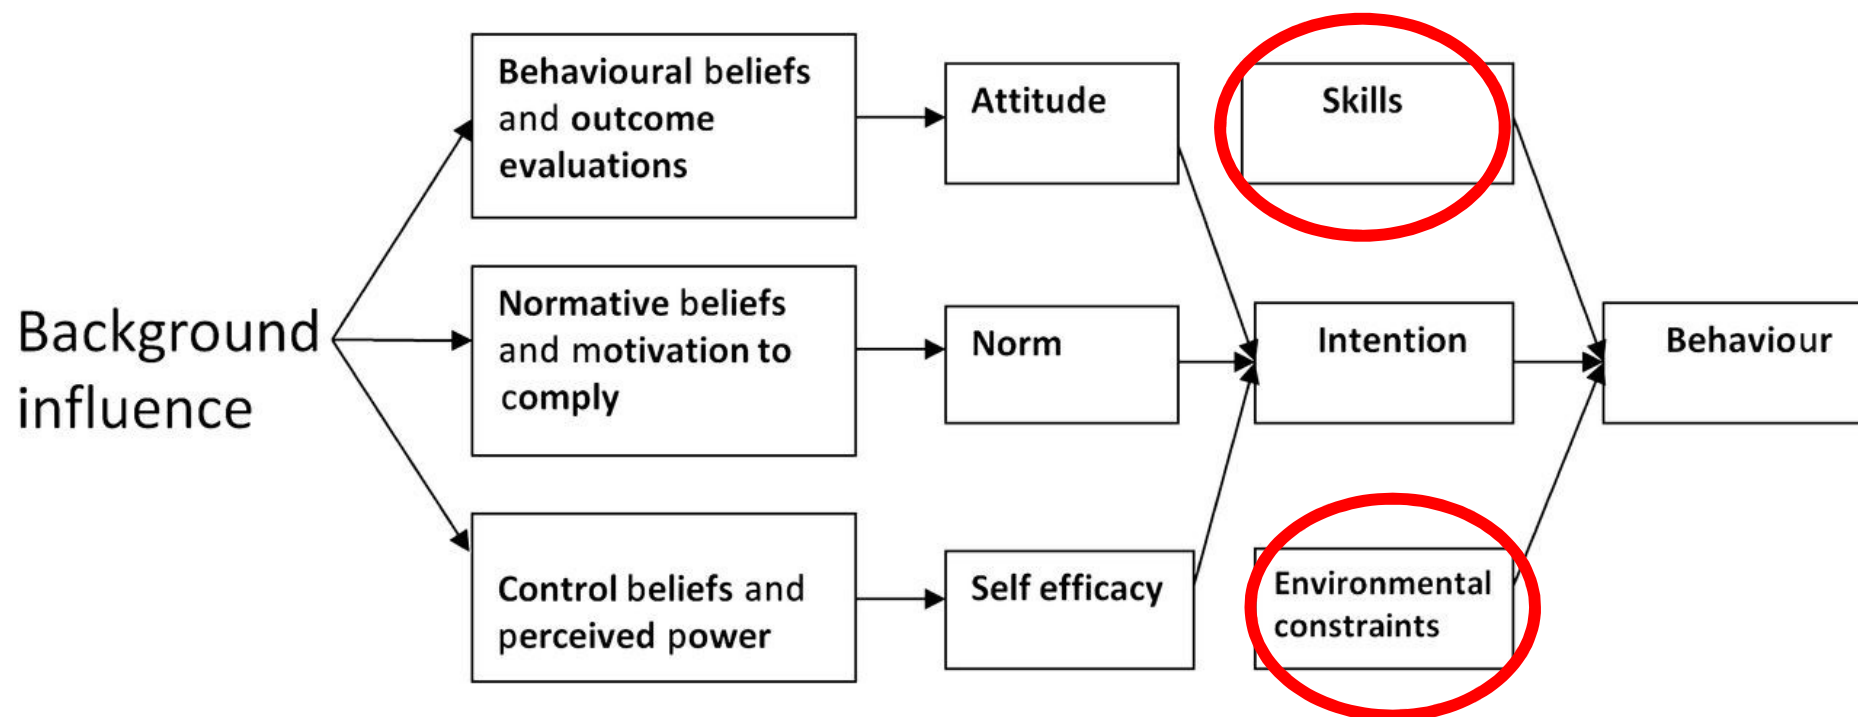 Background
influence
Behavioural beliefs
and outcome
evaluations
Normative beliefs
and motivation to
comply
Control beliefs and
perceived power
Attitude
Norm
Self efficacy
Skills
Intention
Environmental
constraints
Behaviour